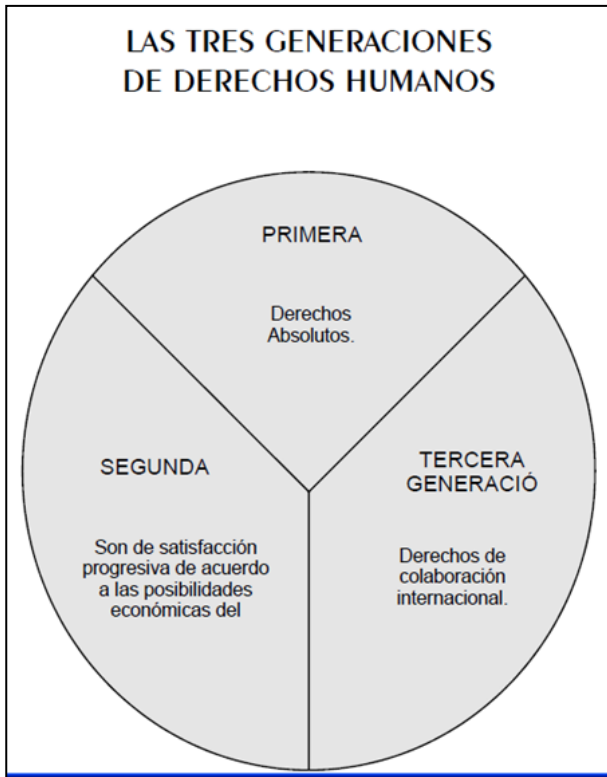 LAS TRES GENERACIONES
DE DERECHOS HUMANOS
PRIMERA
Derechos
Absolutos.
SEGUNDA
Son de satisfacción
progresiva de acuerdo
a las posibilidades
económicas del
TERCERA
GENERACIÓ
Derechos de
colaboración
internacional.